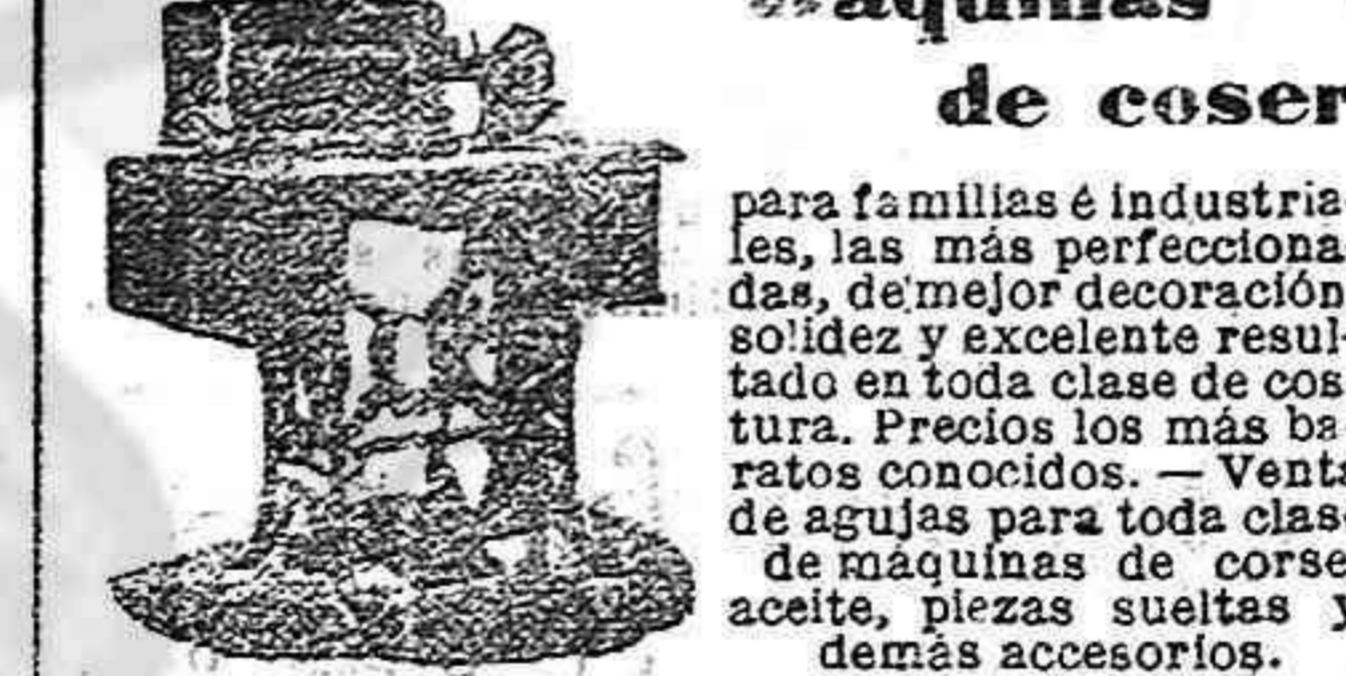 Máquinas
de coser
para familias é industria-
les, las más perfecciona-
das, de mejor decoración
solidez y excelente resul-
tado en toda clase de cos-
tura. Precios los más ba-
ratos conocidos. — Venta
de agujas para toda clas-
de máquinas de corse
aceite, piezas sueltas y
demás accesorios.